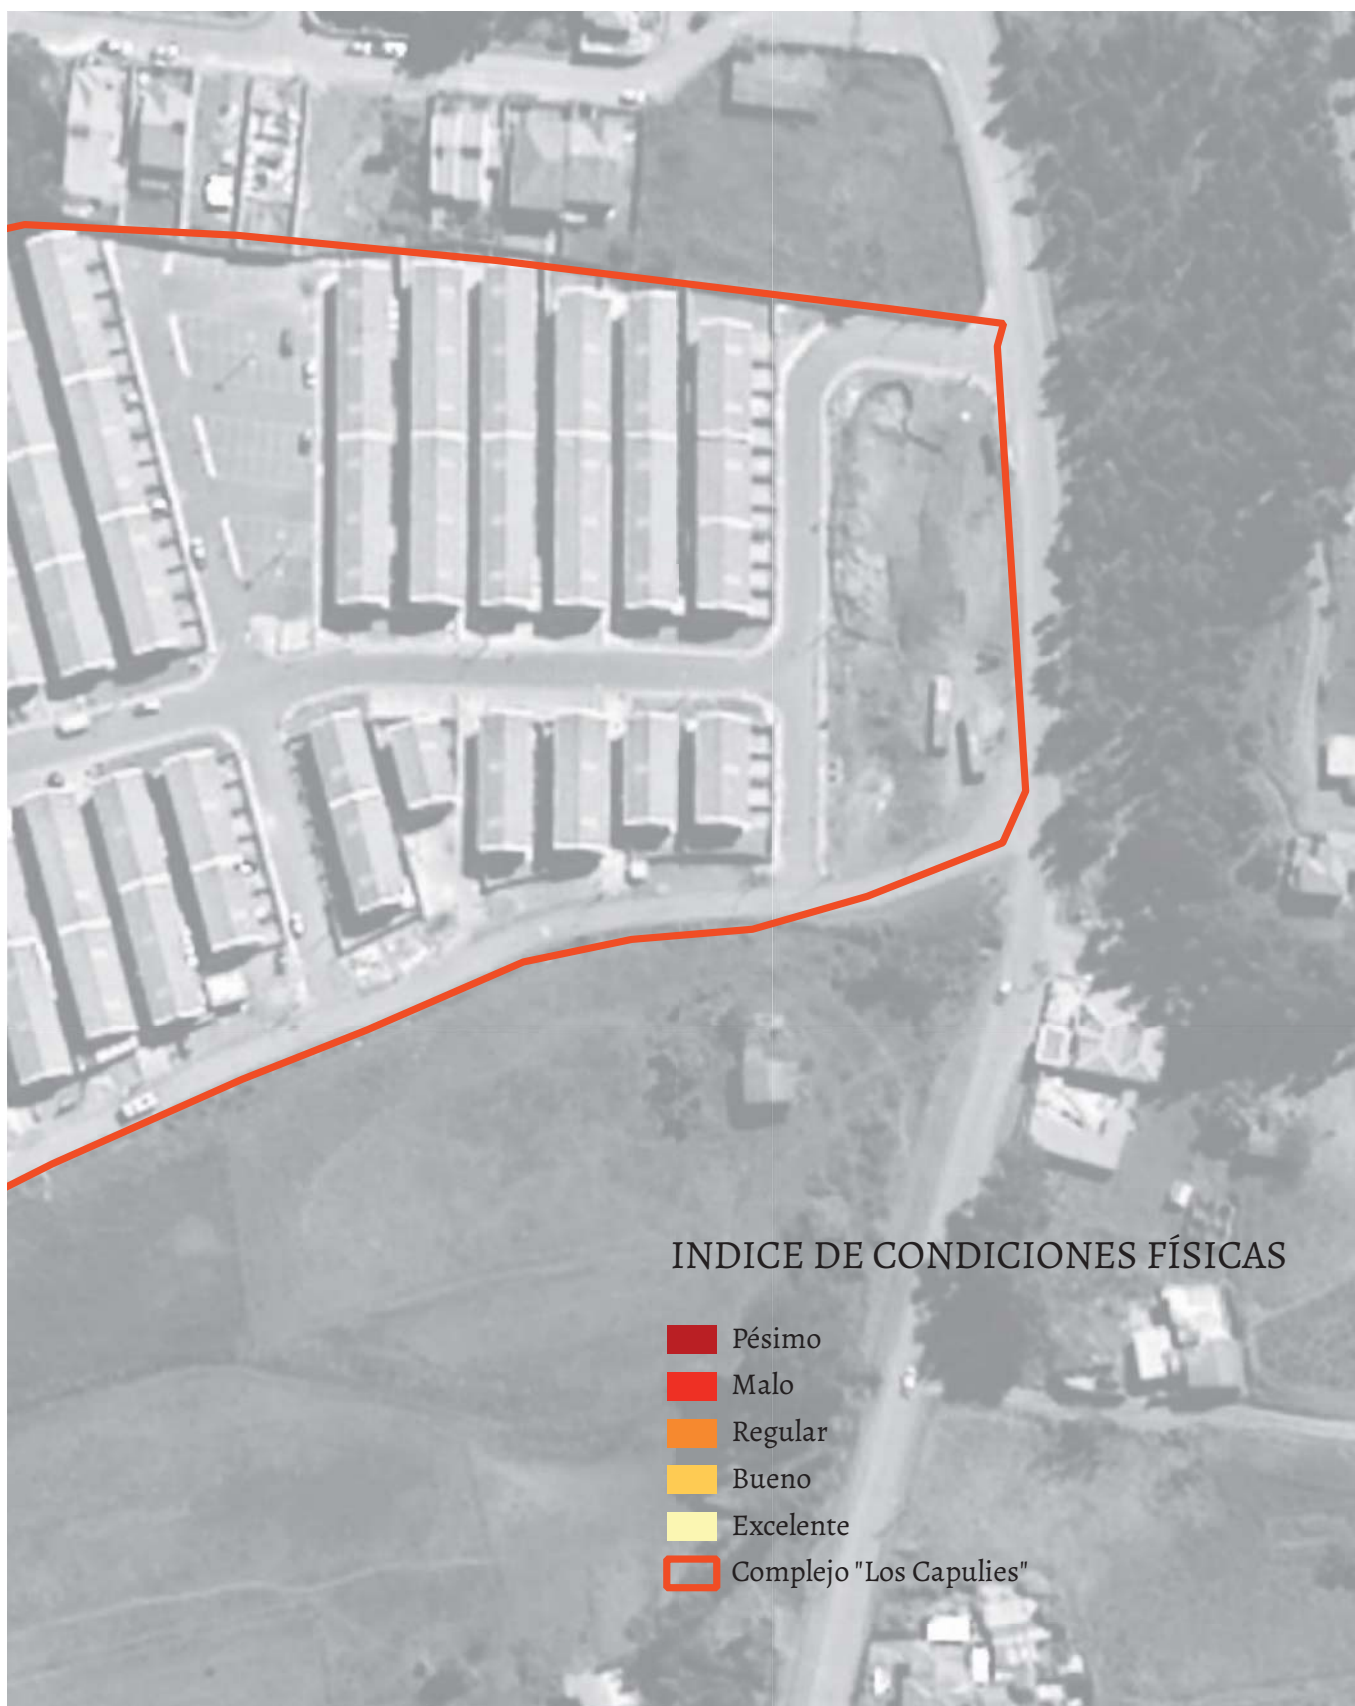 INDICE DE CONDICIONES FÍSICAS
Pésimo
Malo
Regular
Bueno
Excelente
Complejo "Los Capulies"